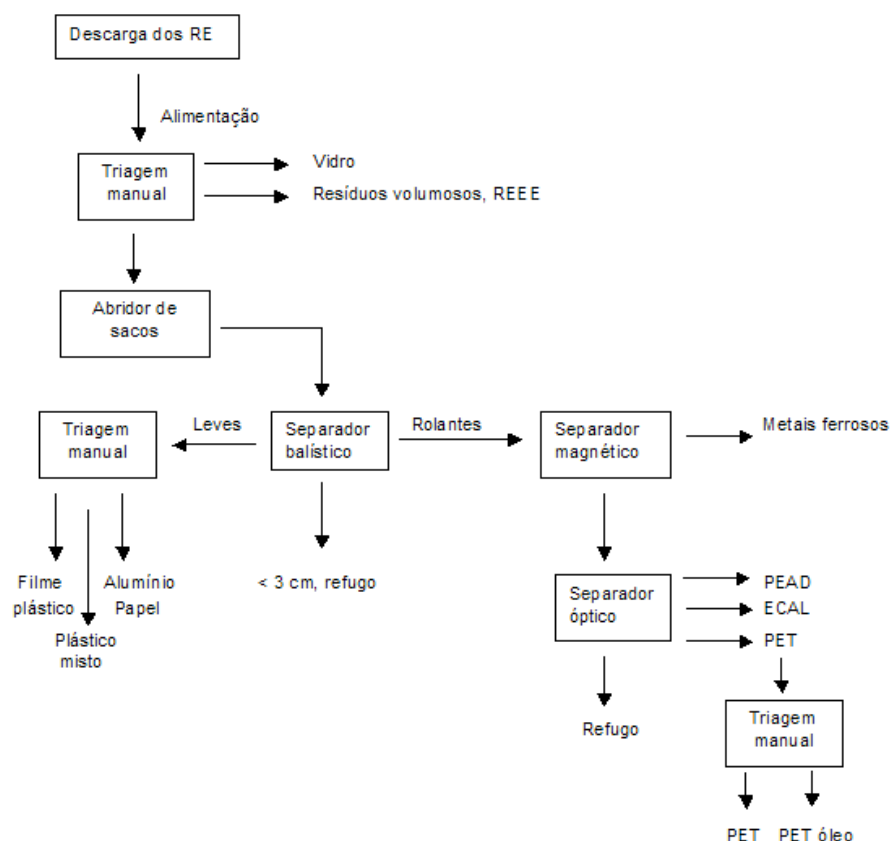 Descarga dos RE
Alimentação
Triagem
manual
Vidro
Resíduos volumosos, REEE
Abridor de
sacos
Triagem
manual
Leves
Separador
balístico
Rolantes
Separador
magnético
Metais ferrosos
Filme
plástico
Alumínio
Papel
Plástico
misto
< 3 cm, refugo
Separador
óptico
PEAD
ECAL
PET
Refugo
Triagem
manual
PET
PET óleo